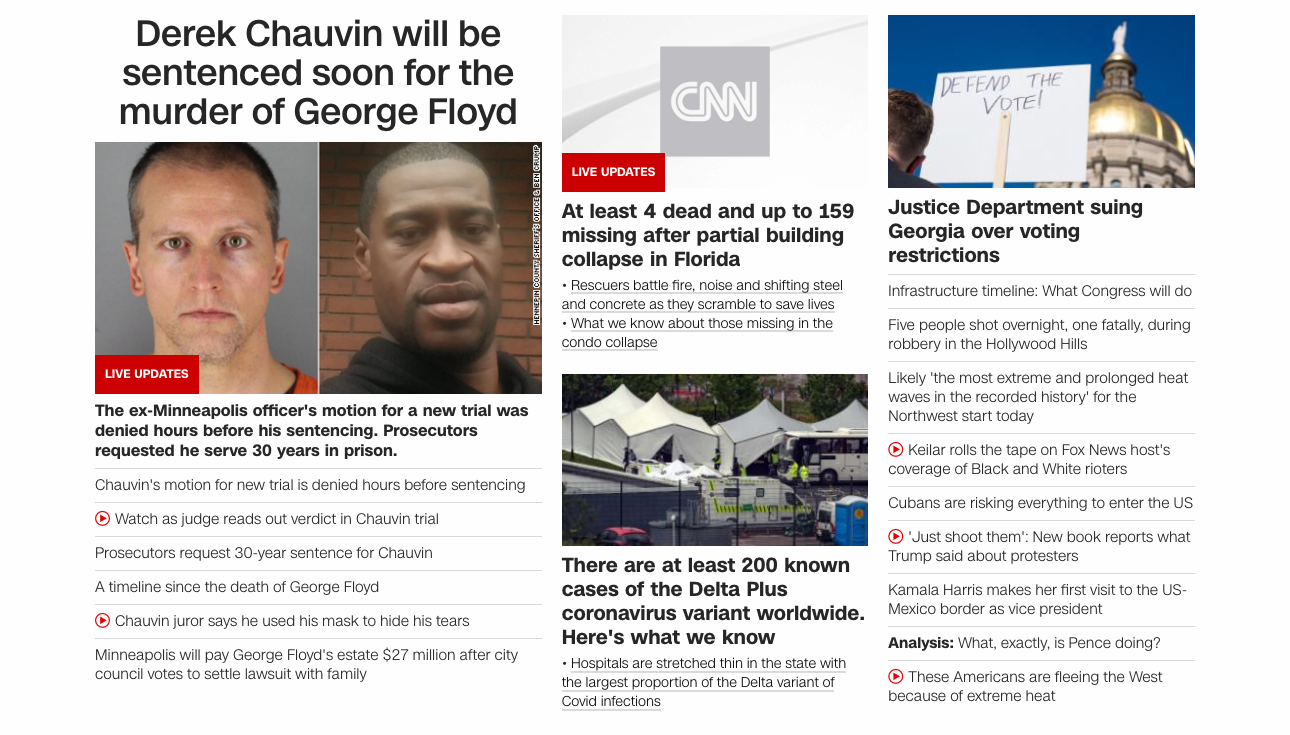 Derek Chauvin will be
sentenced soon for the
murder of George Floyd
HENNEPIN COUNTY SHERIFF'S OFFICE & BEN CRUMP
LIVE UPDATES
The ex-Minneapolis officer's motion for a new trial was
denied hours before his sentencing. Prosecutors
requested he serve 30 years in prison.
Chauvin's motion for new trial is denied hours before sentencing
Watch as judge reads out verdict in Chauvin trial
Prosecutors request 30-year sentence for Chauvin
A timeline since the death of George Floyd
Chauvin juror says he used his mask to hide his tears
Minneapolis will pay George Floyd's estate $27 million after city
council votes to settle lawsuit with family
CNN
LIVE UPDATES
At least 4 dead and up to 159
missing after partial building
collapse in Florida
• Rescuers battle fire, noise and shifting steel
and concrete as they scramble to save lives
• What we know about those missing in the
condo collapse
There are at least 200 known
cases of the Delta Plus
coronavirus variant worldwide.
Here's what we know
• Hospitals are stretched thin in the state with
the largest proportion of the Delta variant of
Covid infections
DEFEND THE
VOTE!
Justice Department suing
Georgia over voting
restrictions
Infrastructure timeline: What Congress will do
Five people shot overnight, one fatally, during
robbery in the Hollywood Hills
Likely 'the most extreme and prolonged heat
waves in the recorded history' for the
Northwest start today
Keilar rolls the tape on Fox News host's
coverage of Black and White rioters
Cubans are risking everything to enter the US
'Just shoot them': New book reports what
Trump said about protesters
Kamala Harris makes her first visit to the US-
Mexico border as vice president
Analysis: What, exactly, is Pence doing?
These Americans are fleeing the West
because of extreme heat